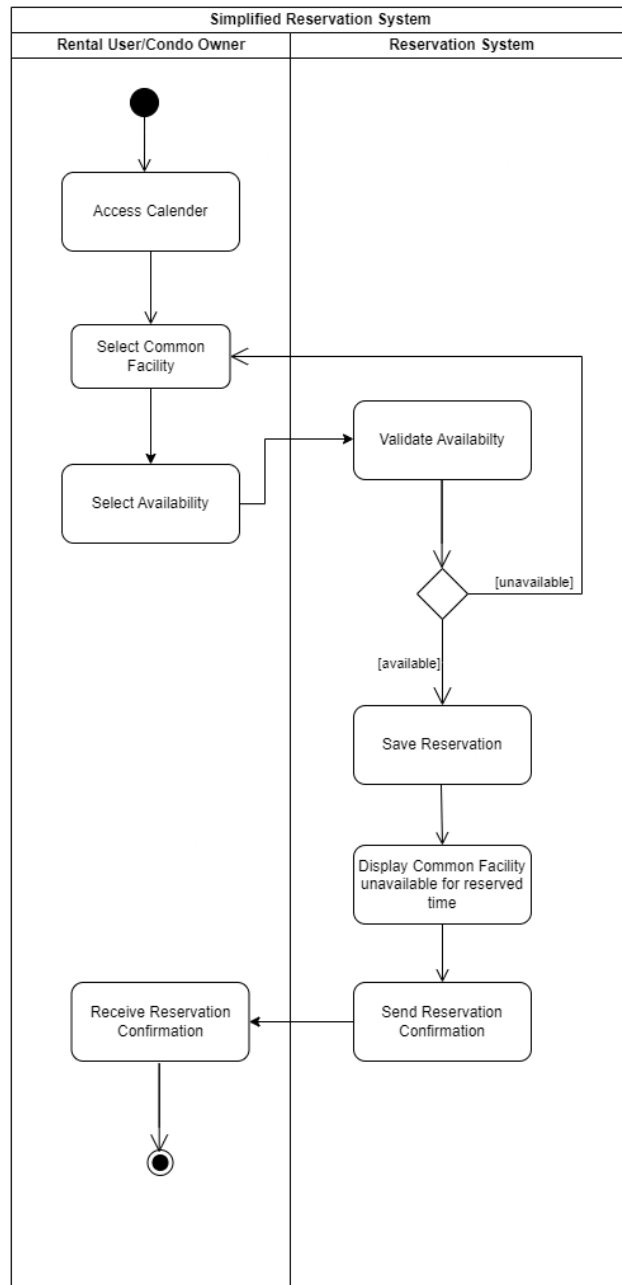 Simplified Reservation System
Rental User/Condo Owner
Reservation System
Access Calender
Select Common
Facility
Validate Availabilty
Select Availability
[unavailable]
[available]
Save Reservation
Display Common Facility
unavailable for reserved
time
Receive Reservation
Confirmation
Send Reservation
Confirmation